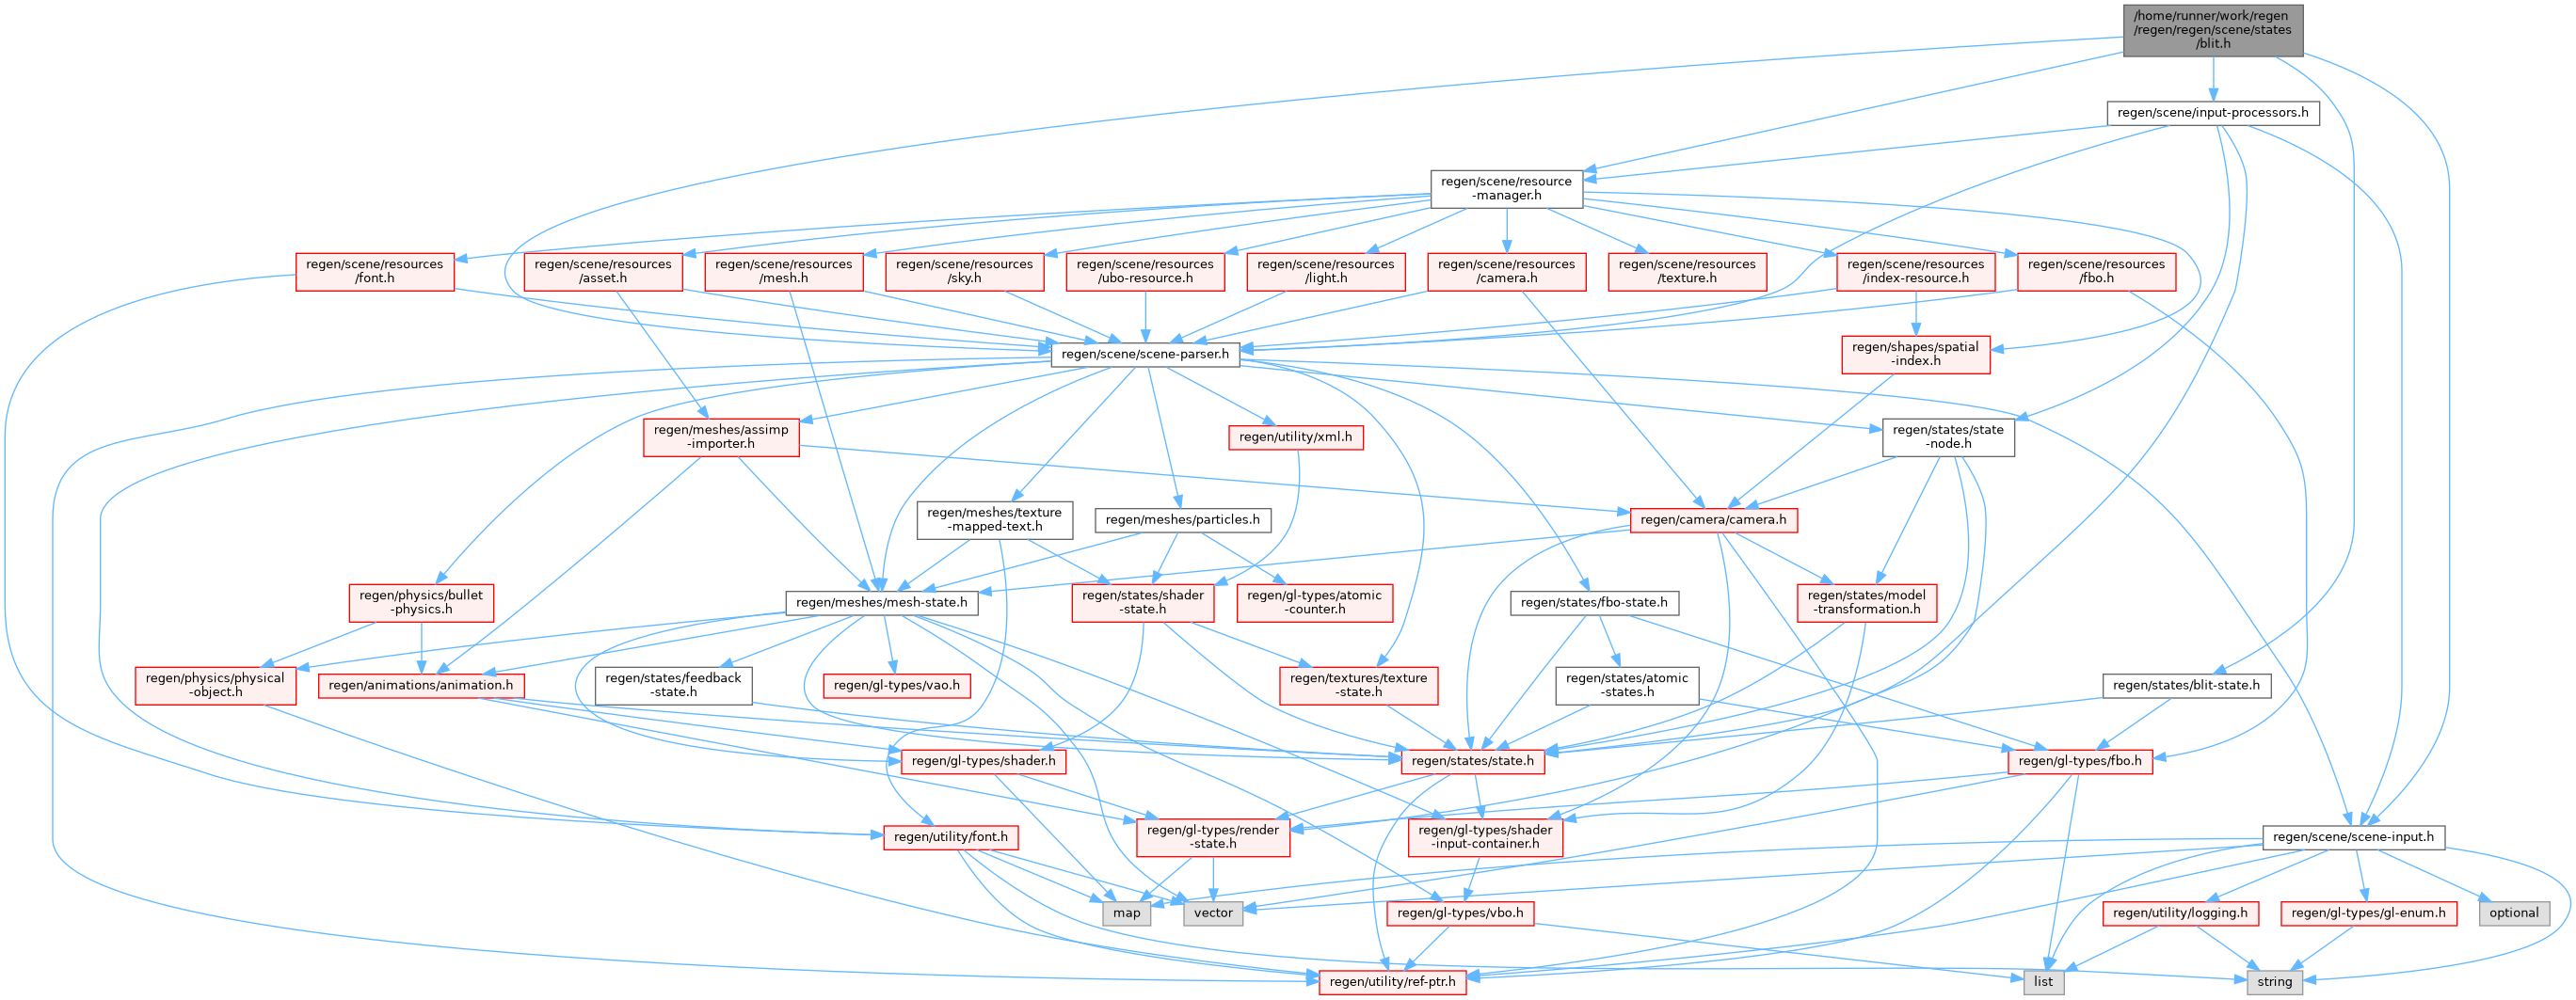 /home/runner/work/regen
/regen/regen/scene/states
/blit.h
regen/scene/input-processors.h
regen/scene/resource
-manager.h
regen/scene/resources
/font.h
regen/scene/resources
/asset.h
regen/scene/resources
/mesh.h
regen/scene/resources
/sky.h
regen/scene/resources
/ubo-resource.h
regen/scene/resources
/light.h
regen/scene/resources
/camera.h
regen/scene/resources
/texture.h
regen/scene/resources
/index-resource.h
regen/scene/resources
/fbo.h
regen/scene/scene-parser.h
regen/shapes/spatial
-index.h
regen/meshes/assimp
-importer.h
regen/utility/xml.h
regen/states/state
-node.h
regen/meshes/texture
-mapped-text.h
regen/meshes/particles.h
regen/camera/camera.h
regen/physics/bullet
-physics.h
regen/meshes/mesh-state.h
regen/states/shader
-state.h
regen/gl-types/atomic
-counter.h
regen/states/fbo-state.h
regen/states/model
-transformation.h
regen/physics/physical
-object.h
regen/animations/animation.h
regen/states/feedback
-state.h
regen/gl-types/vao.h
regen/textures/texture
-state.h
regen/states/atomic
-states.h
regen/states/blit-state.h
regen/gl-types/shader.h
regen/states/state.h
regen/gl-types/fbo.h
regen/utility/font.h
regen/gl-types/render
-state.h
regen/gl-types/shader
-input-container.h
regen/scene/scene-input.h
map
vector
regen/gl-types/vbo.h
regen/utility/logging.h
regen/gl-types/gl-enum.h
optional
regen/utility/ref-ptr.h
list
string